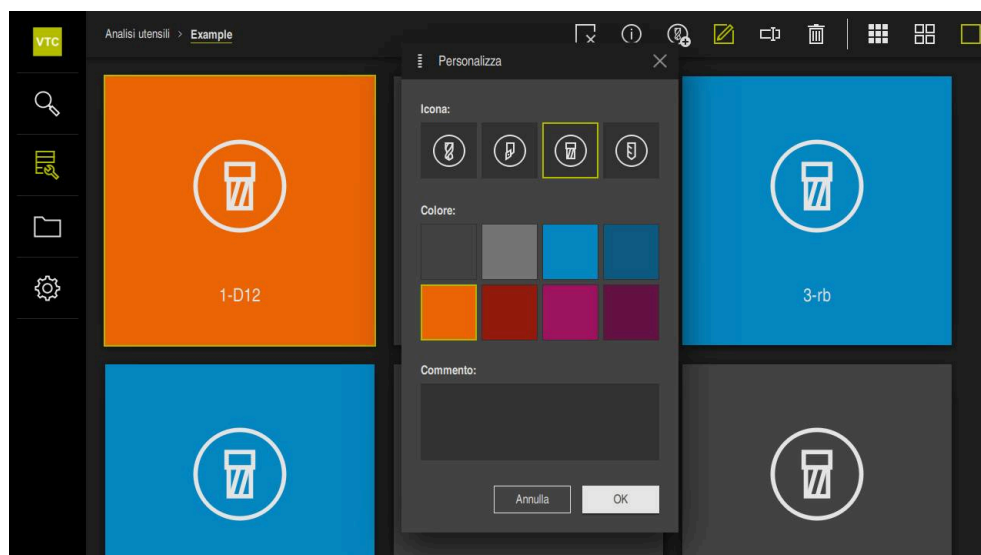 VTC
Analisi utensili > Example
Personalizza
Icona:
Colore:
1-D12
3-rb
Commento:
Annulla
OK